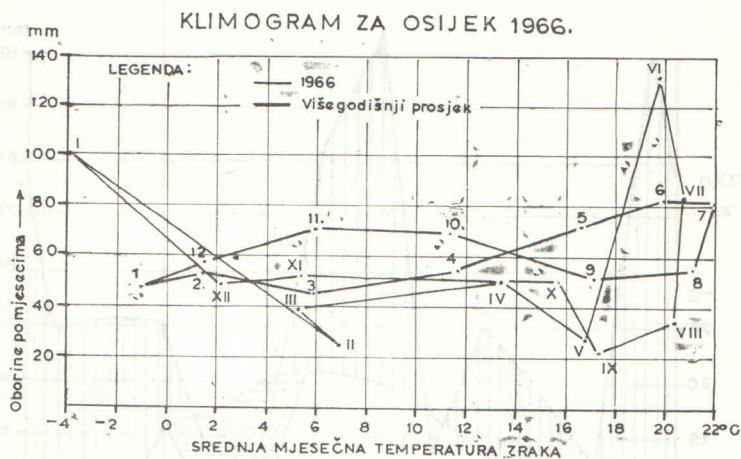 KLIMOGRAM ZA OSIJEK 1966.
mm
140
120
100
80
60
40
20
Oborine po mjesecima
LEGENDA:
1966
Višegodišnji prosjek
I
II
III
IV
V
VI
VII
VIII
IX
X
XI
XII
1
2.
3
4
5
6
7
8
9
10.
11.
12
-4
-2
0
2
4
6
8
10
12
14
16
18
20
22°C
SREDNJA MJESEČNA TEMPERATURA ZRAKA